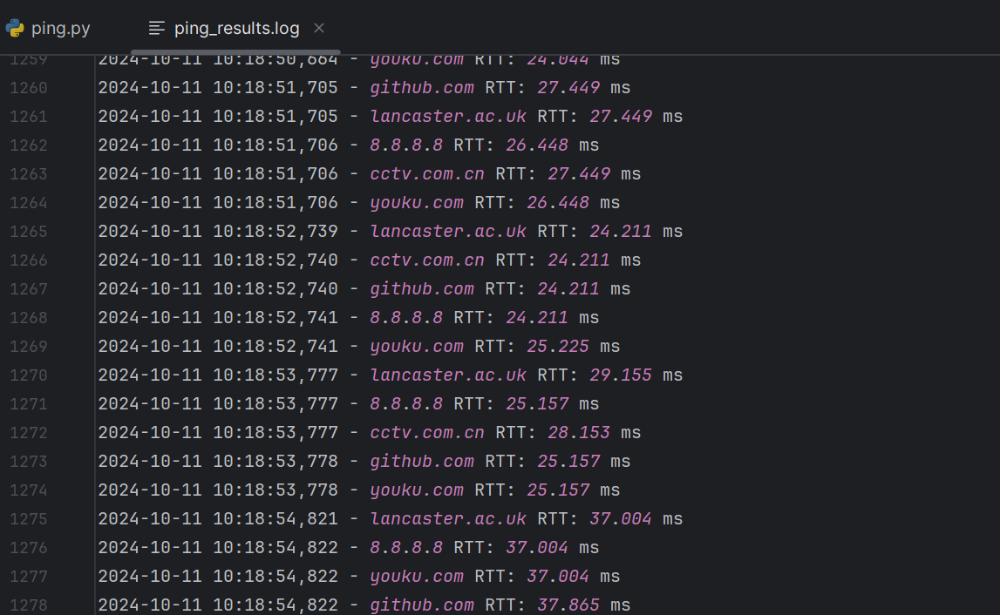 ping.py ping_results.log ×
1259 2024-10-11 10:18:50,664 - youku.com RTT: 24.044 ms
1260 2024-10-11 10:18:51,705 - github.com RTT: 27.449 ms
1261 2024-10-11 10:18:51,705 - lancaster.ac.uk RTT: 27.449 ms
1262 2024-10-11 10:18:51,706 - 8.8.8.8 RTT: 26.448 ms
1263 2024-10-11 10:18:51,706 - cctv.com.cn RTT: 27.449 ms
1264 2024-10-11 10:18:51,706 - youku.com RTT: 26.448 ms
1265 2024-10-11 10:18:52,739 - lancaster.ac.uk RTT: 24.211 ms
1266 2024-10-11 10:18:52,740 - cctv.com.cn RTT: 24.211 ms
1267 2024-10-11 10:18:52,740 - github.com RTT: 24.211 ms
1268 2024-10-11 10:18:52,741 - 8.8.8.8 RTT: 24.211 ms
1269 2024-10-11 10:18:52,741 - youku.com RTT: 25.225 ms
1270 2024-10-11 10:18:53,777 - lancaster.ac.uk RTT: 29.155 ms
1271 2024-10-11 10:18:53,777 - 8.8.8.8 RTT: 25.157 ms
1272 2024-10-11 10:18:53,777 - cctv.com.cn RTT: 28.153 ms
1273 2024-10-11 10:18:53,778 - github.com RTT: 25.157 ms
1274 2024-10-11 10:18:53,778 - youku.com RTT: 25.157 ms
1275 2024-10-11 10:18:54,821 - lancaster.ac.uk RTT: 37.004 ms
1276 2024-10-11 10:18:54,822 - 8.8.8.8 RTT: 37.004 ms
1277 2024-10-11 10:18:54,822 - youku.com RTT: 37.004 ms
1278 2024-10-11 10:18:54,822 - github.com RTT: 37.865 ms